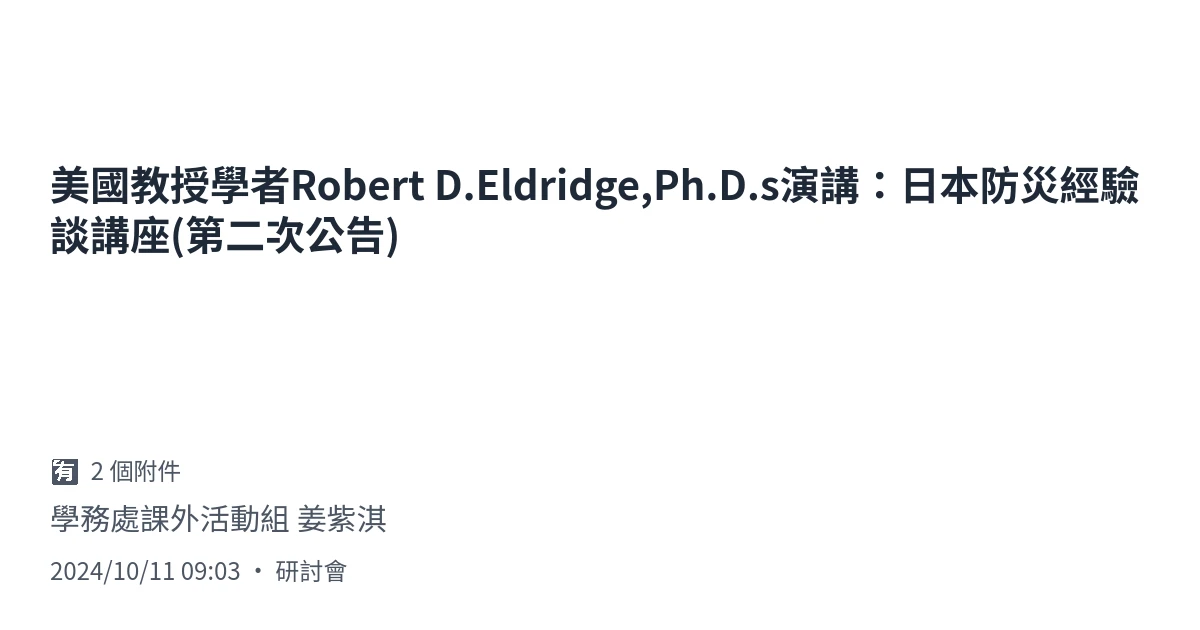 美國教授學者Robert D.Eldridge,Ph.D.s演講：日本防災經驗
談講座(第二次公告)
有 2 個附件
學務處課外活動組 姜紫淇
2024/10/11 09:03 • 研討會